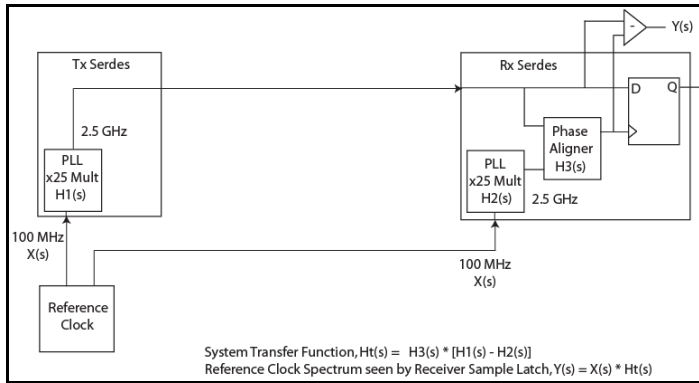 Y(s)
-
Tx Serdes
Rx Serdes
D
Q
2.5 GHz
Phase
Aligner
H3(s)
PLL
x25 Mult
H1(s)
PLL
x25 Mult
H2(s)
2.5 GHz
100 MHz
X(s)
100 MHz
X(s)
Reference
Clock
System Transfer Function, Ht(s) = H3(s) * [H1(s) - H2(s)]
Reference Clock Spectrum seen by Receiver Sample Latch, Y(s) = X(s) * Ht(s)